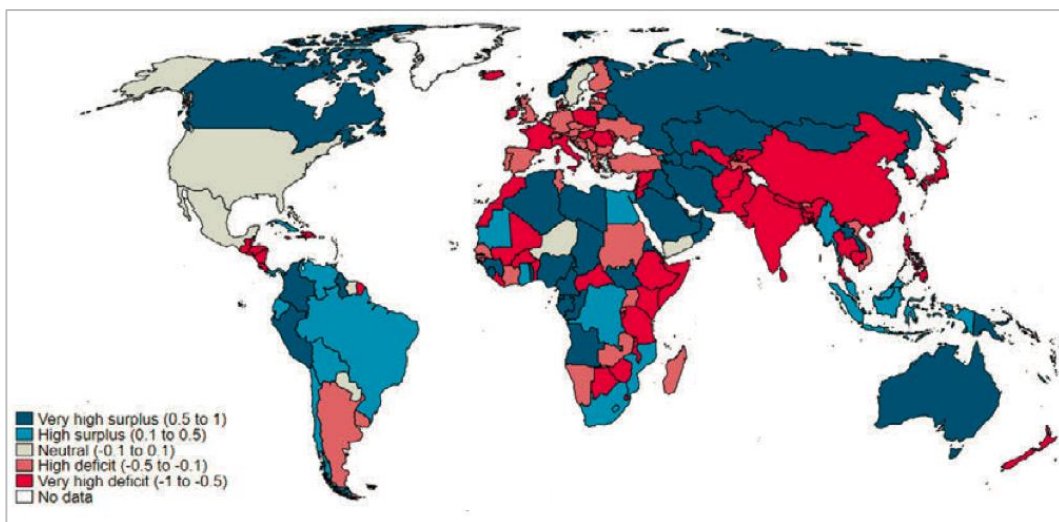 Very high surplus (0.5 to 1)
High surplus (0.1 to 0.5)
Neutral (-0.1 to 0.1)
High deficit (-0.5 to -0.1)
Very high deficit (-1 to -0.5)
No data